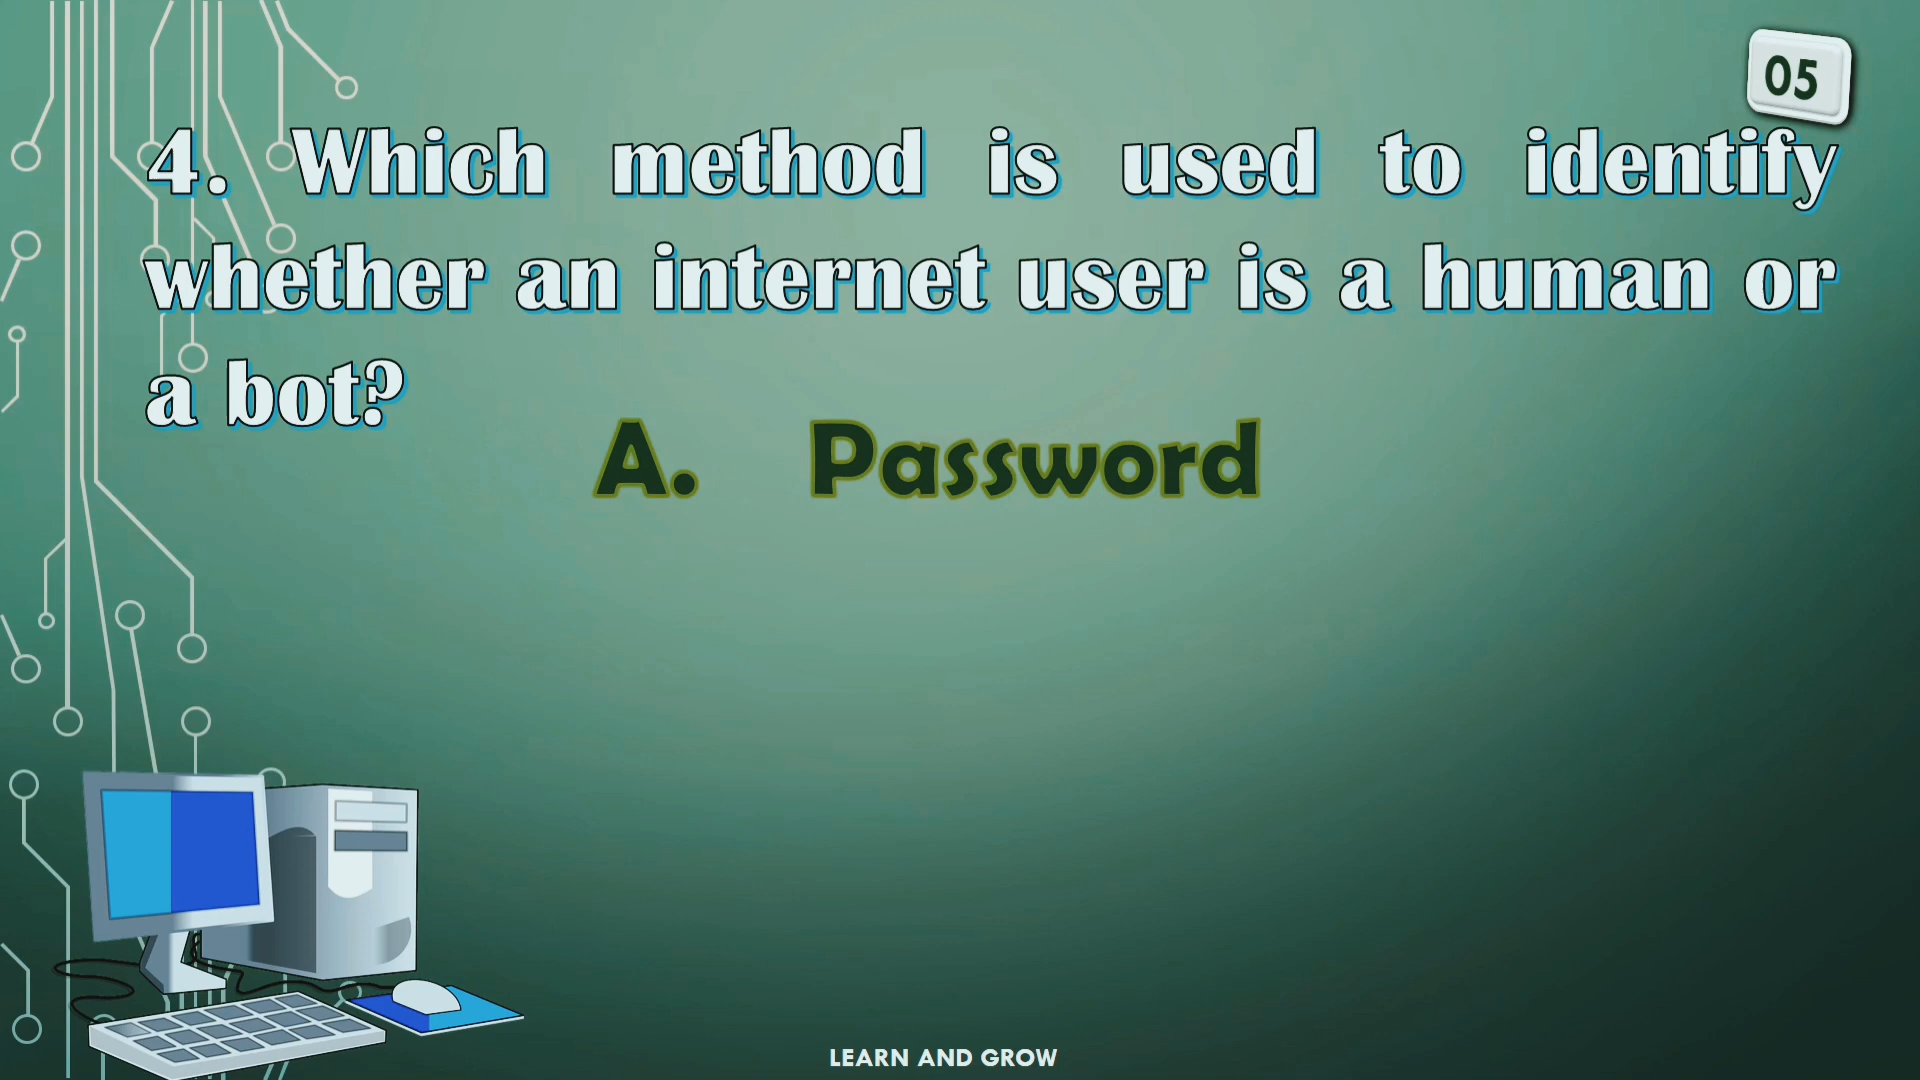 05
4. Which method is used to identify
whether an internet user is a human or
a bot?
A. Password
LEARN AND GROW